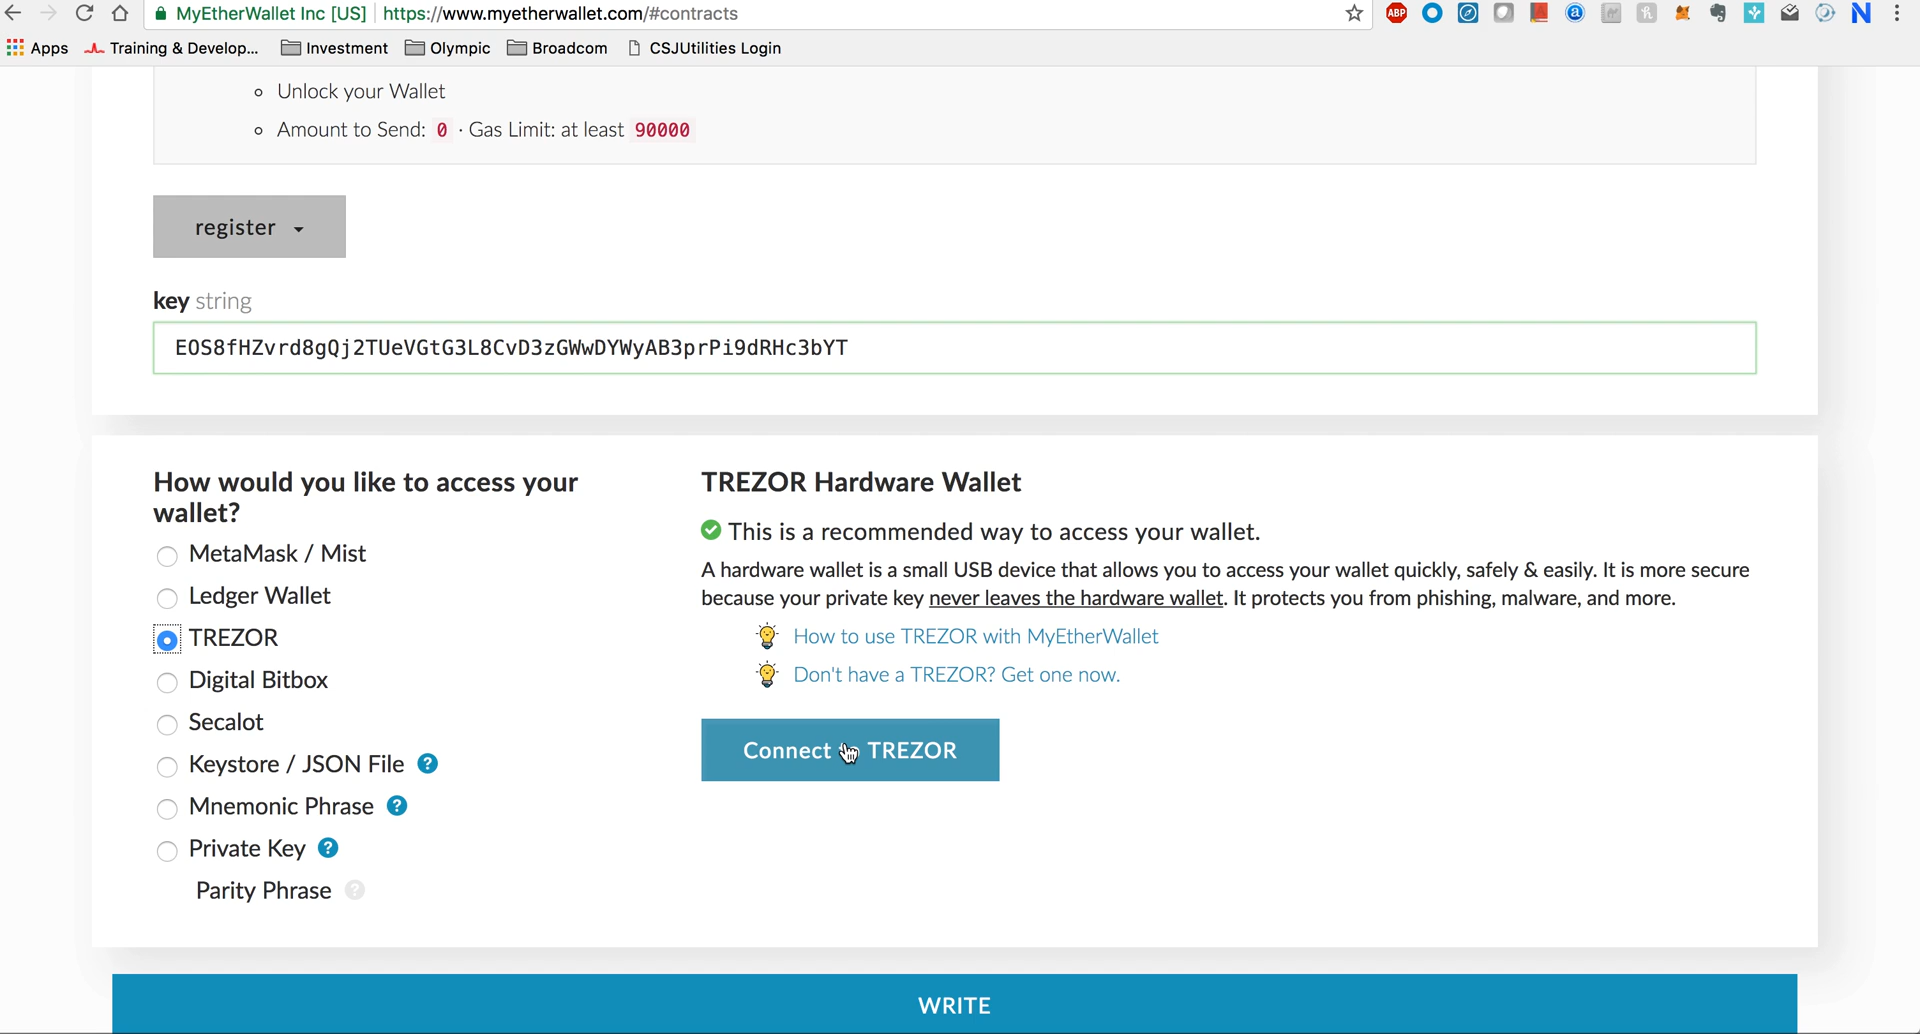 MyEtherWallet Inc [US] https://www.myetherwallet.com/#contracts
ABP
Apps Training & Develop... Investment Olympic Broadcom CSJUtilities Login
Unlock your Wallet
Amount to Send: 0 · Gas Limit: at least 90000
register
key string
EOS8fHZvrd8gQj2TUeVGtG3L8CvD3zGWwDYWyAB3prPi9dRHc3bYT
How would you like to access your
wallet?
MetaMask / Mist
Ledger Wallet
TREZOR
Digital Bitbox
Secalot
Keystore / JSON File ?
Mnemonic Phrase ?
Private Key ?
Parity Phrase ?
TREZOR Hardware Wallet
This is a recommended way to access your wallet.
A hardware wallet is a small USB device that allows you to access your wallet quickly, safely & easily. It is more secure
because your private key never leaves the hardware wallet. It protects you from phishing, malware, and more.
How to use TREZOR with MyEtherWallet
Don't have a TREZOR? Get one now.
Connect TREZOR
WRITE